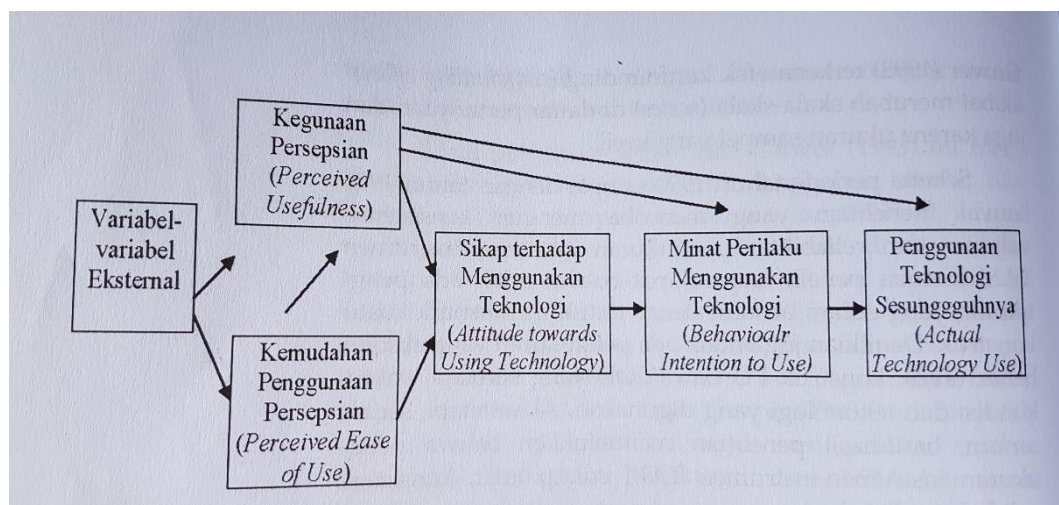 Kegunaan
Persepsian
(Perceived
Usefulness)
Variabel-
variabel
Eksternal
Kemudahan
Penggunaan
Persepsian
(Perceived Ease
of Use)
Sikap terhadap
Menggunakan
Teknologi
(Attitude towards
Using Technology)
Minat Perilaku
Menggunakan
Teknologi
(Behavioalr
Intention to Use)
Penggunaan
Teknologi
Sesunggguhnya
(Actual
Technology Use)